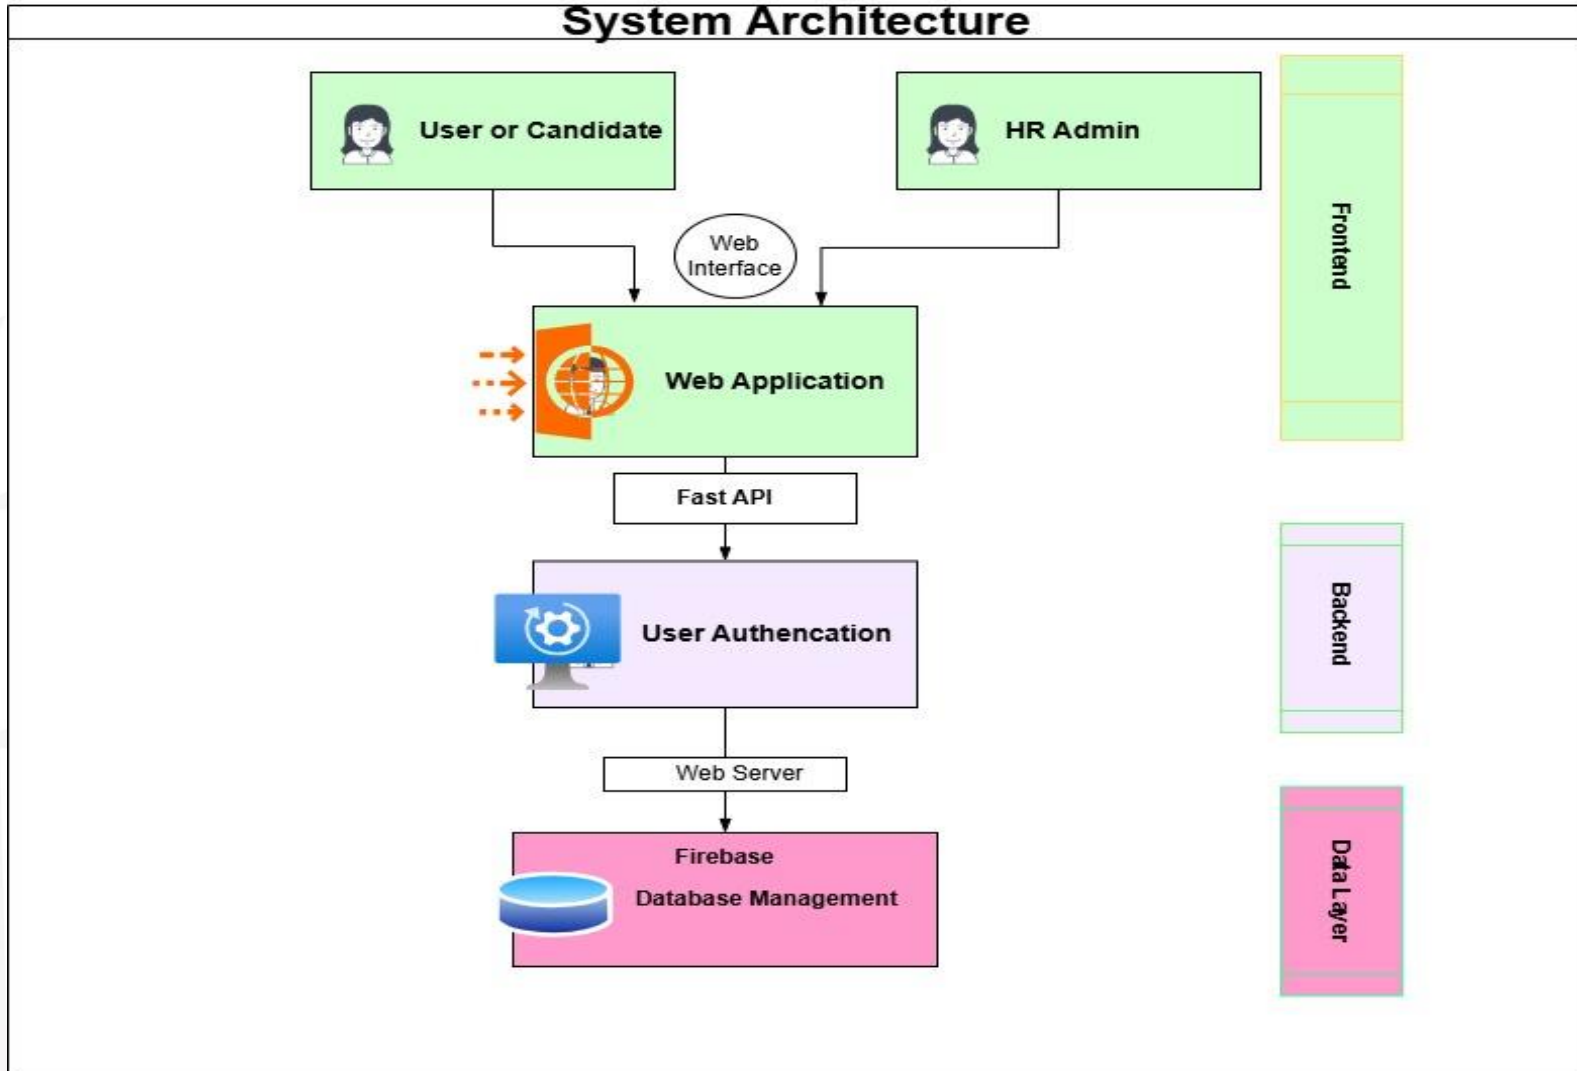 System Architecture
User or Candidate
HR Admin
Web
Interface
Web Application
Fast API
User Authencation
Web Server
Firebase
Database Management
Frontend
Backend
Data Layer